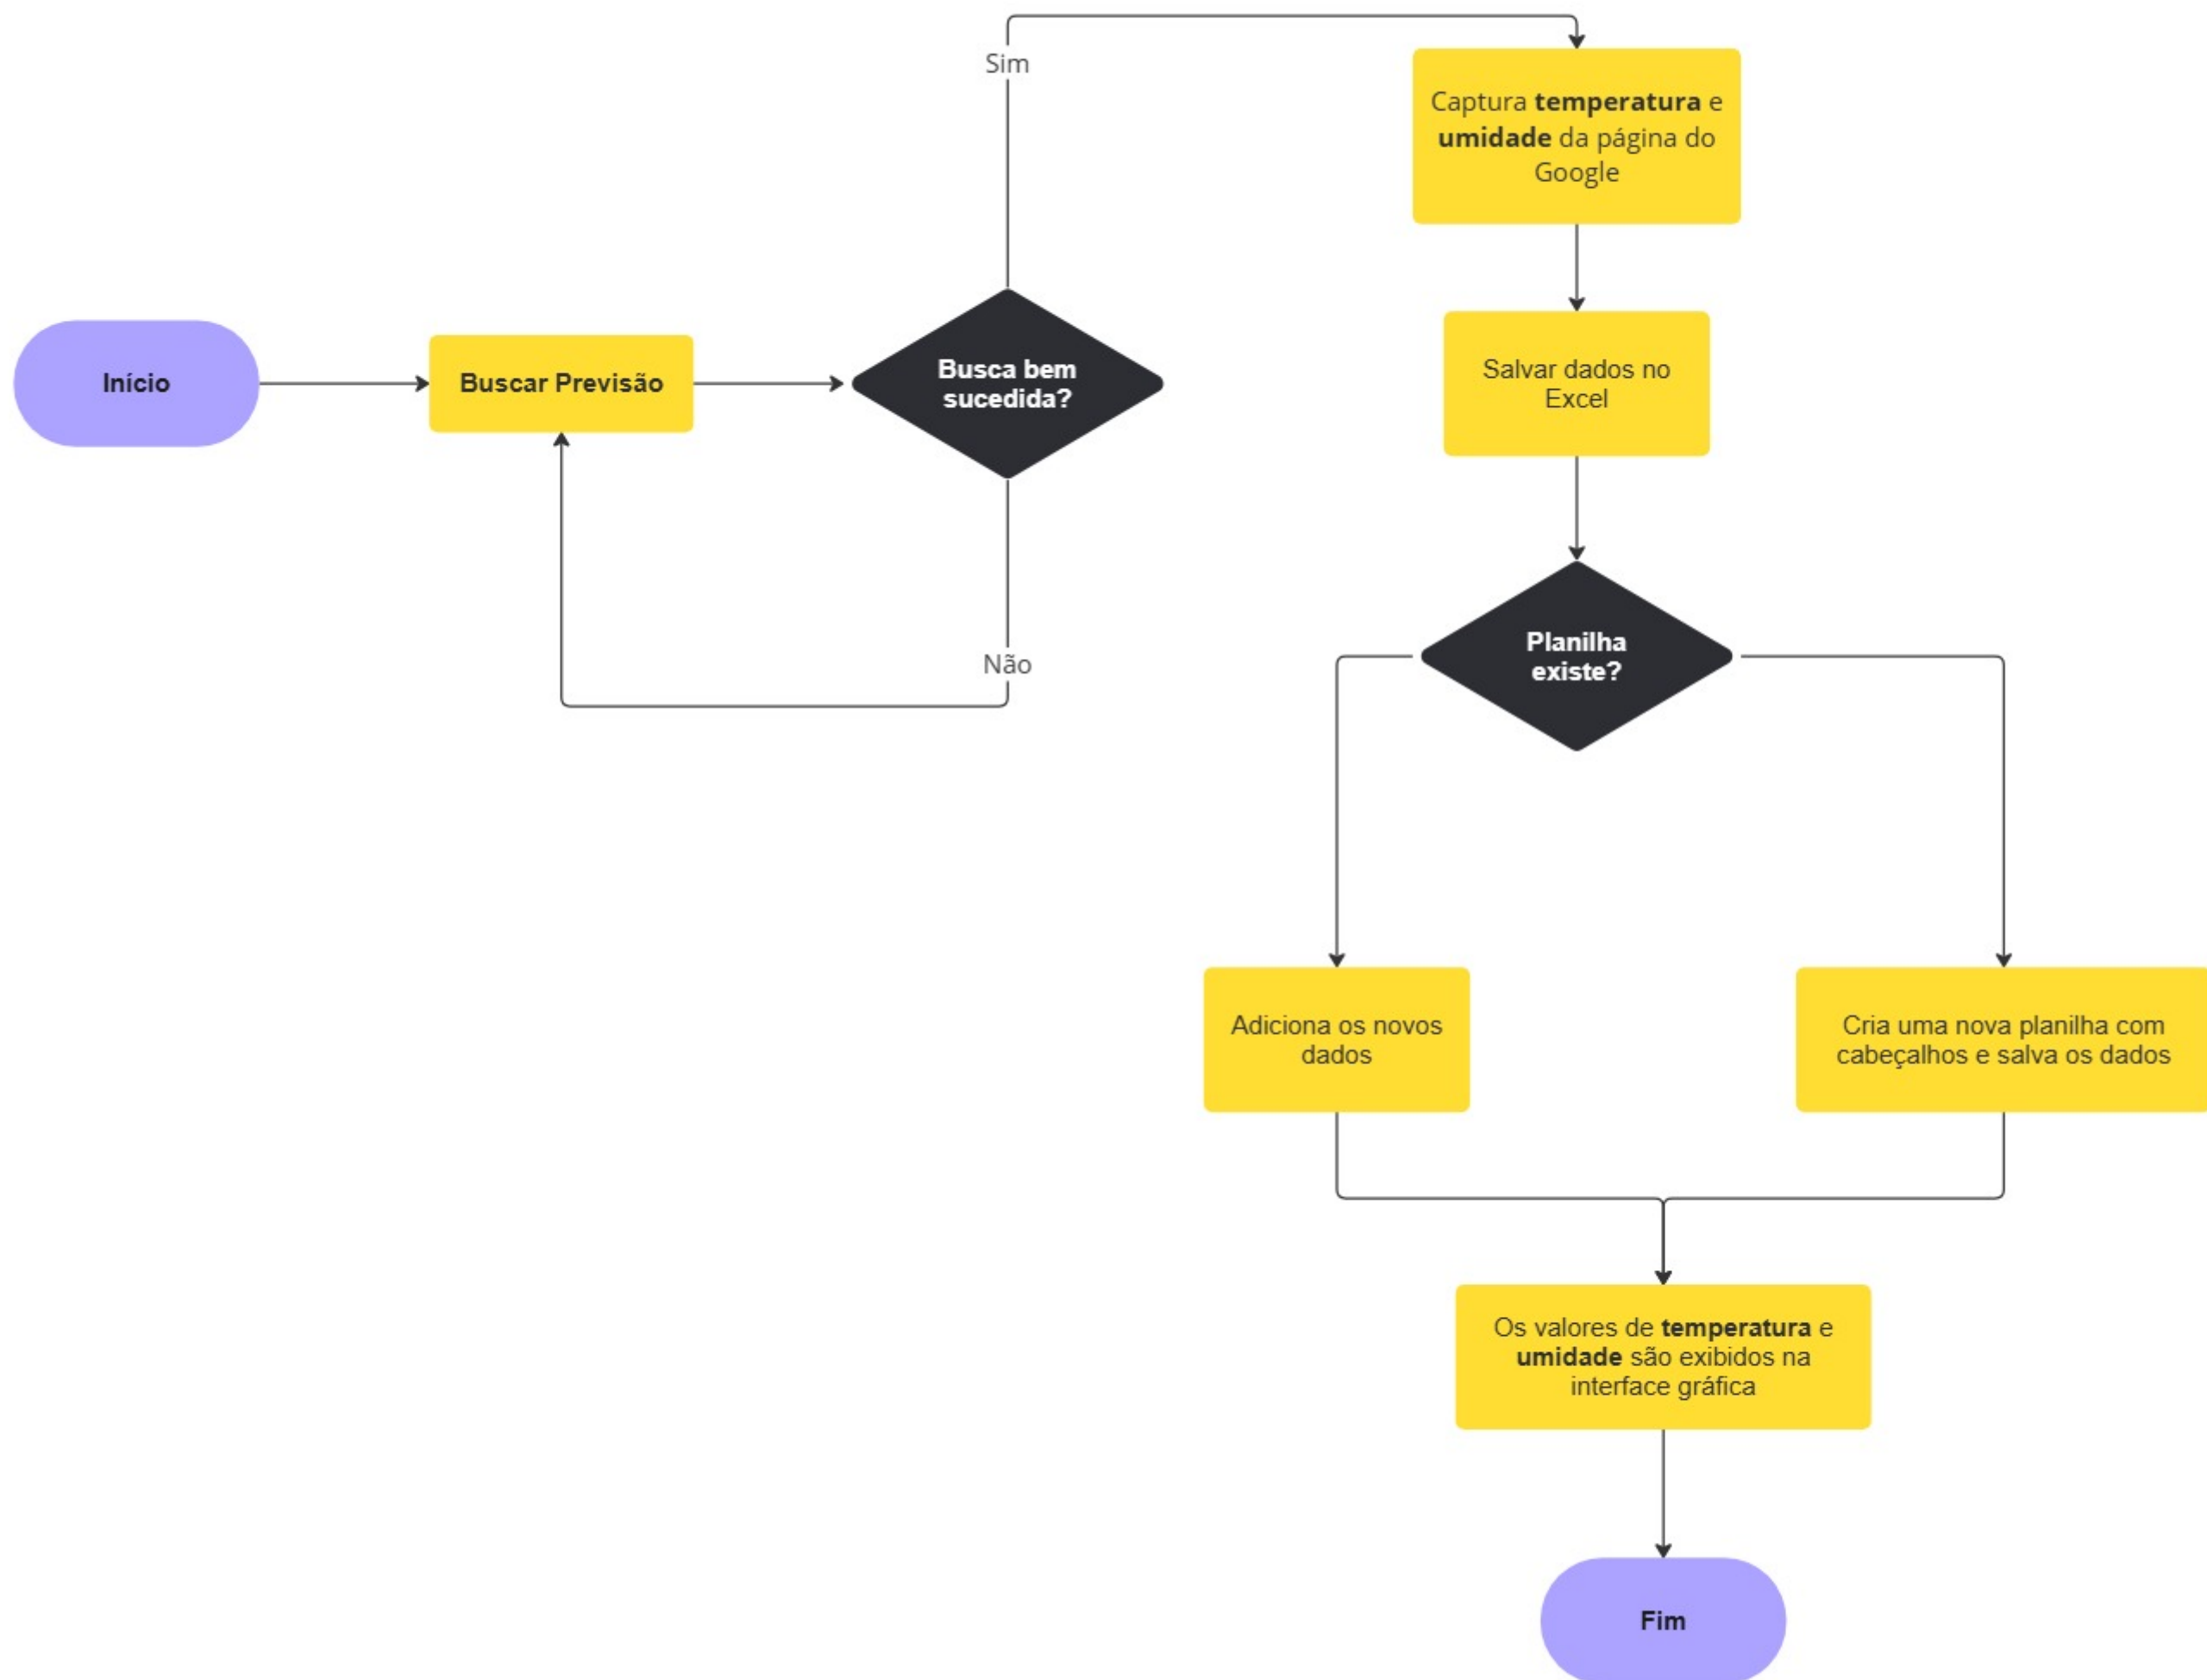 Início
Buscar Previsão
Busca bem
sucedida?
Sim
Não
Captura temperatura e
umidade da página do
Google
Salvar dados no
Excel
Planilha
existe?
Adiciona os novos
dados
Cria uma nova planilha com
cabeçalhos e salva os dados
Os valores de temperatura e
umidade são exibidos na
interface gráfica
Fim